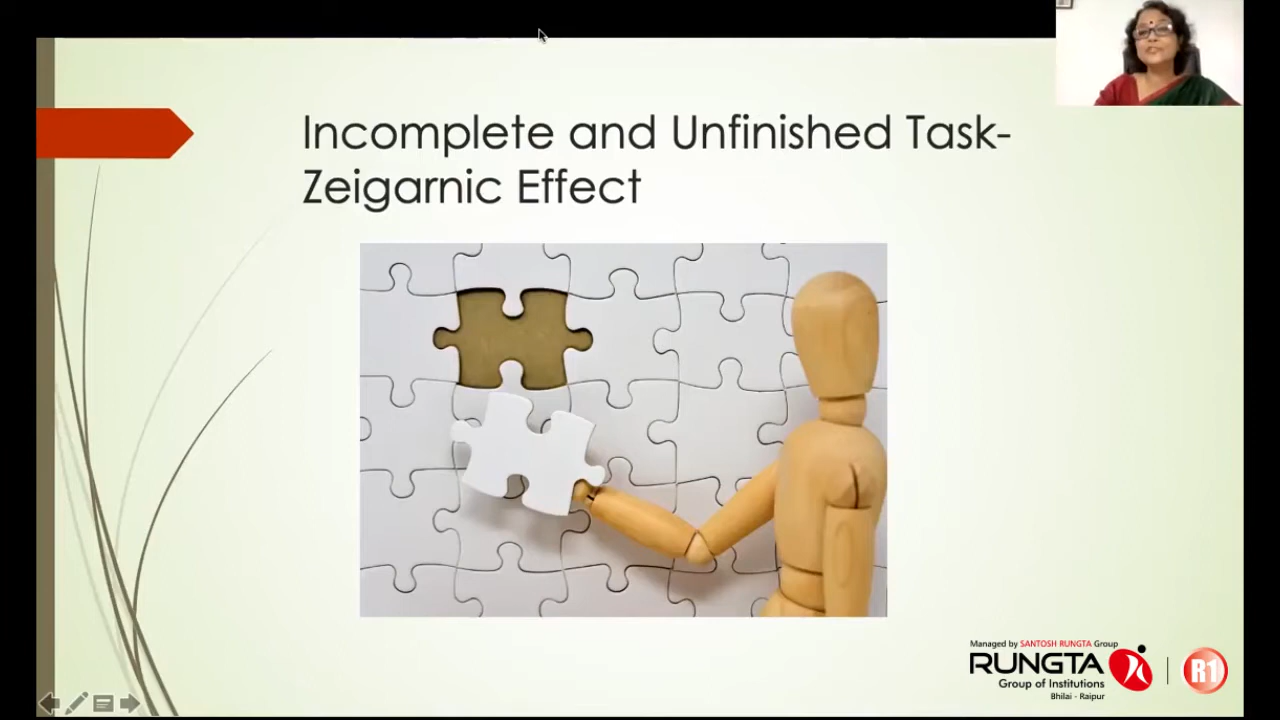 Incomplete and Unfinished Task-
Zeigarnic Effect
Managed by SANTOSH RUNGTA Group
RUNGTA
Group of Institutions
Bhilai - Raipur
R1